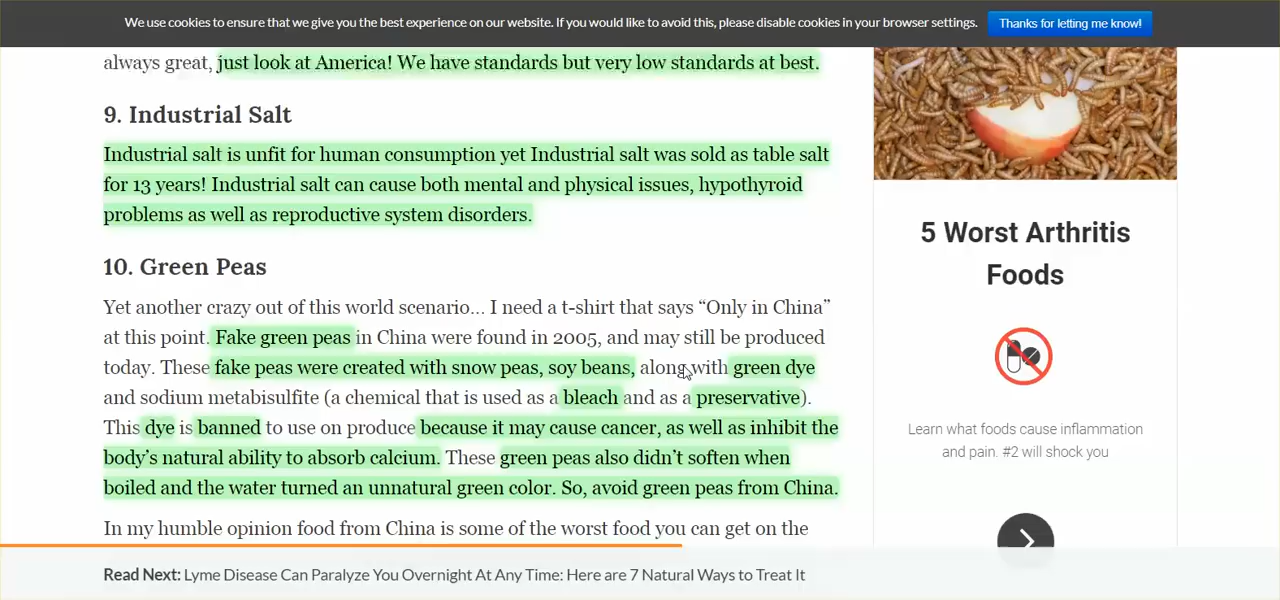 We use cookies to ensure that we give you the best experience on our website. If you would like to avoid this, please disable cookies in your browser settings.
Thanks for letting me know!
always great, just look at America! We have standards but very low standards at best.
9. Industrial Salt
Industrial salt is unfit for human consumption yet Industrial salt was sold as table salt
for 13 years! Industrial salt can cause both mental and physical issues, hypothyroid
problems as well as reproductive system disorders.
10. Green Peas
Yet another crazy out of this world scenario… I need a t-shirt that says “Only in China”
at this point. Fake green peas in China were found in 2005, and may still be produced
today. These fake peas were created with snow peas, soy beans, along with green dye
and sodium metabisulfite (a chemical that is used as a bleach and as a preservative).
This dye is banned to use on produce because it may cause cancer, as well as inhibit the
body’s natural ability to absorb calcium. These green peas also didn’t soften when
boiled and the water turned an unnatural green color. So, avoid green peas from China.
In my humble opinion food from China is some of the worst food you can get on the
5 Worst Arthritis
Foods
Learn what foods cause inflammation
and pain. #2 will shock you
Read Next: Lyme Disease Can Paralyze You Overnight At Any Time: Here are 7 Natural Ways to Treat It